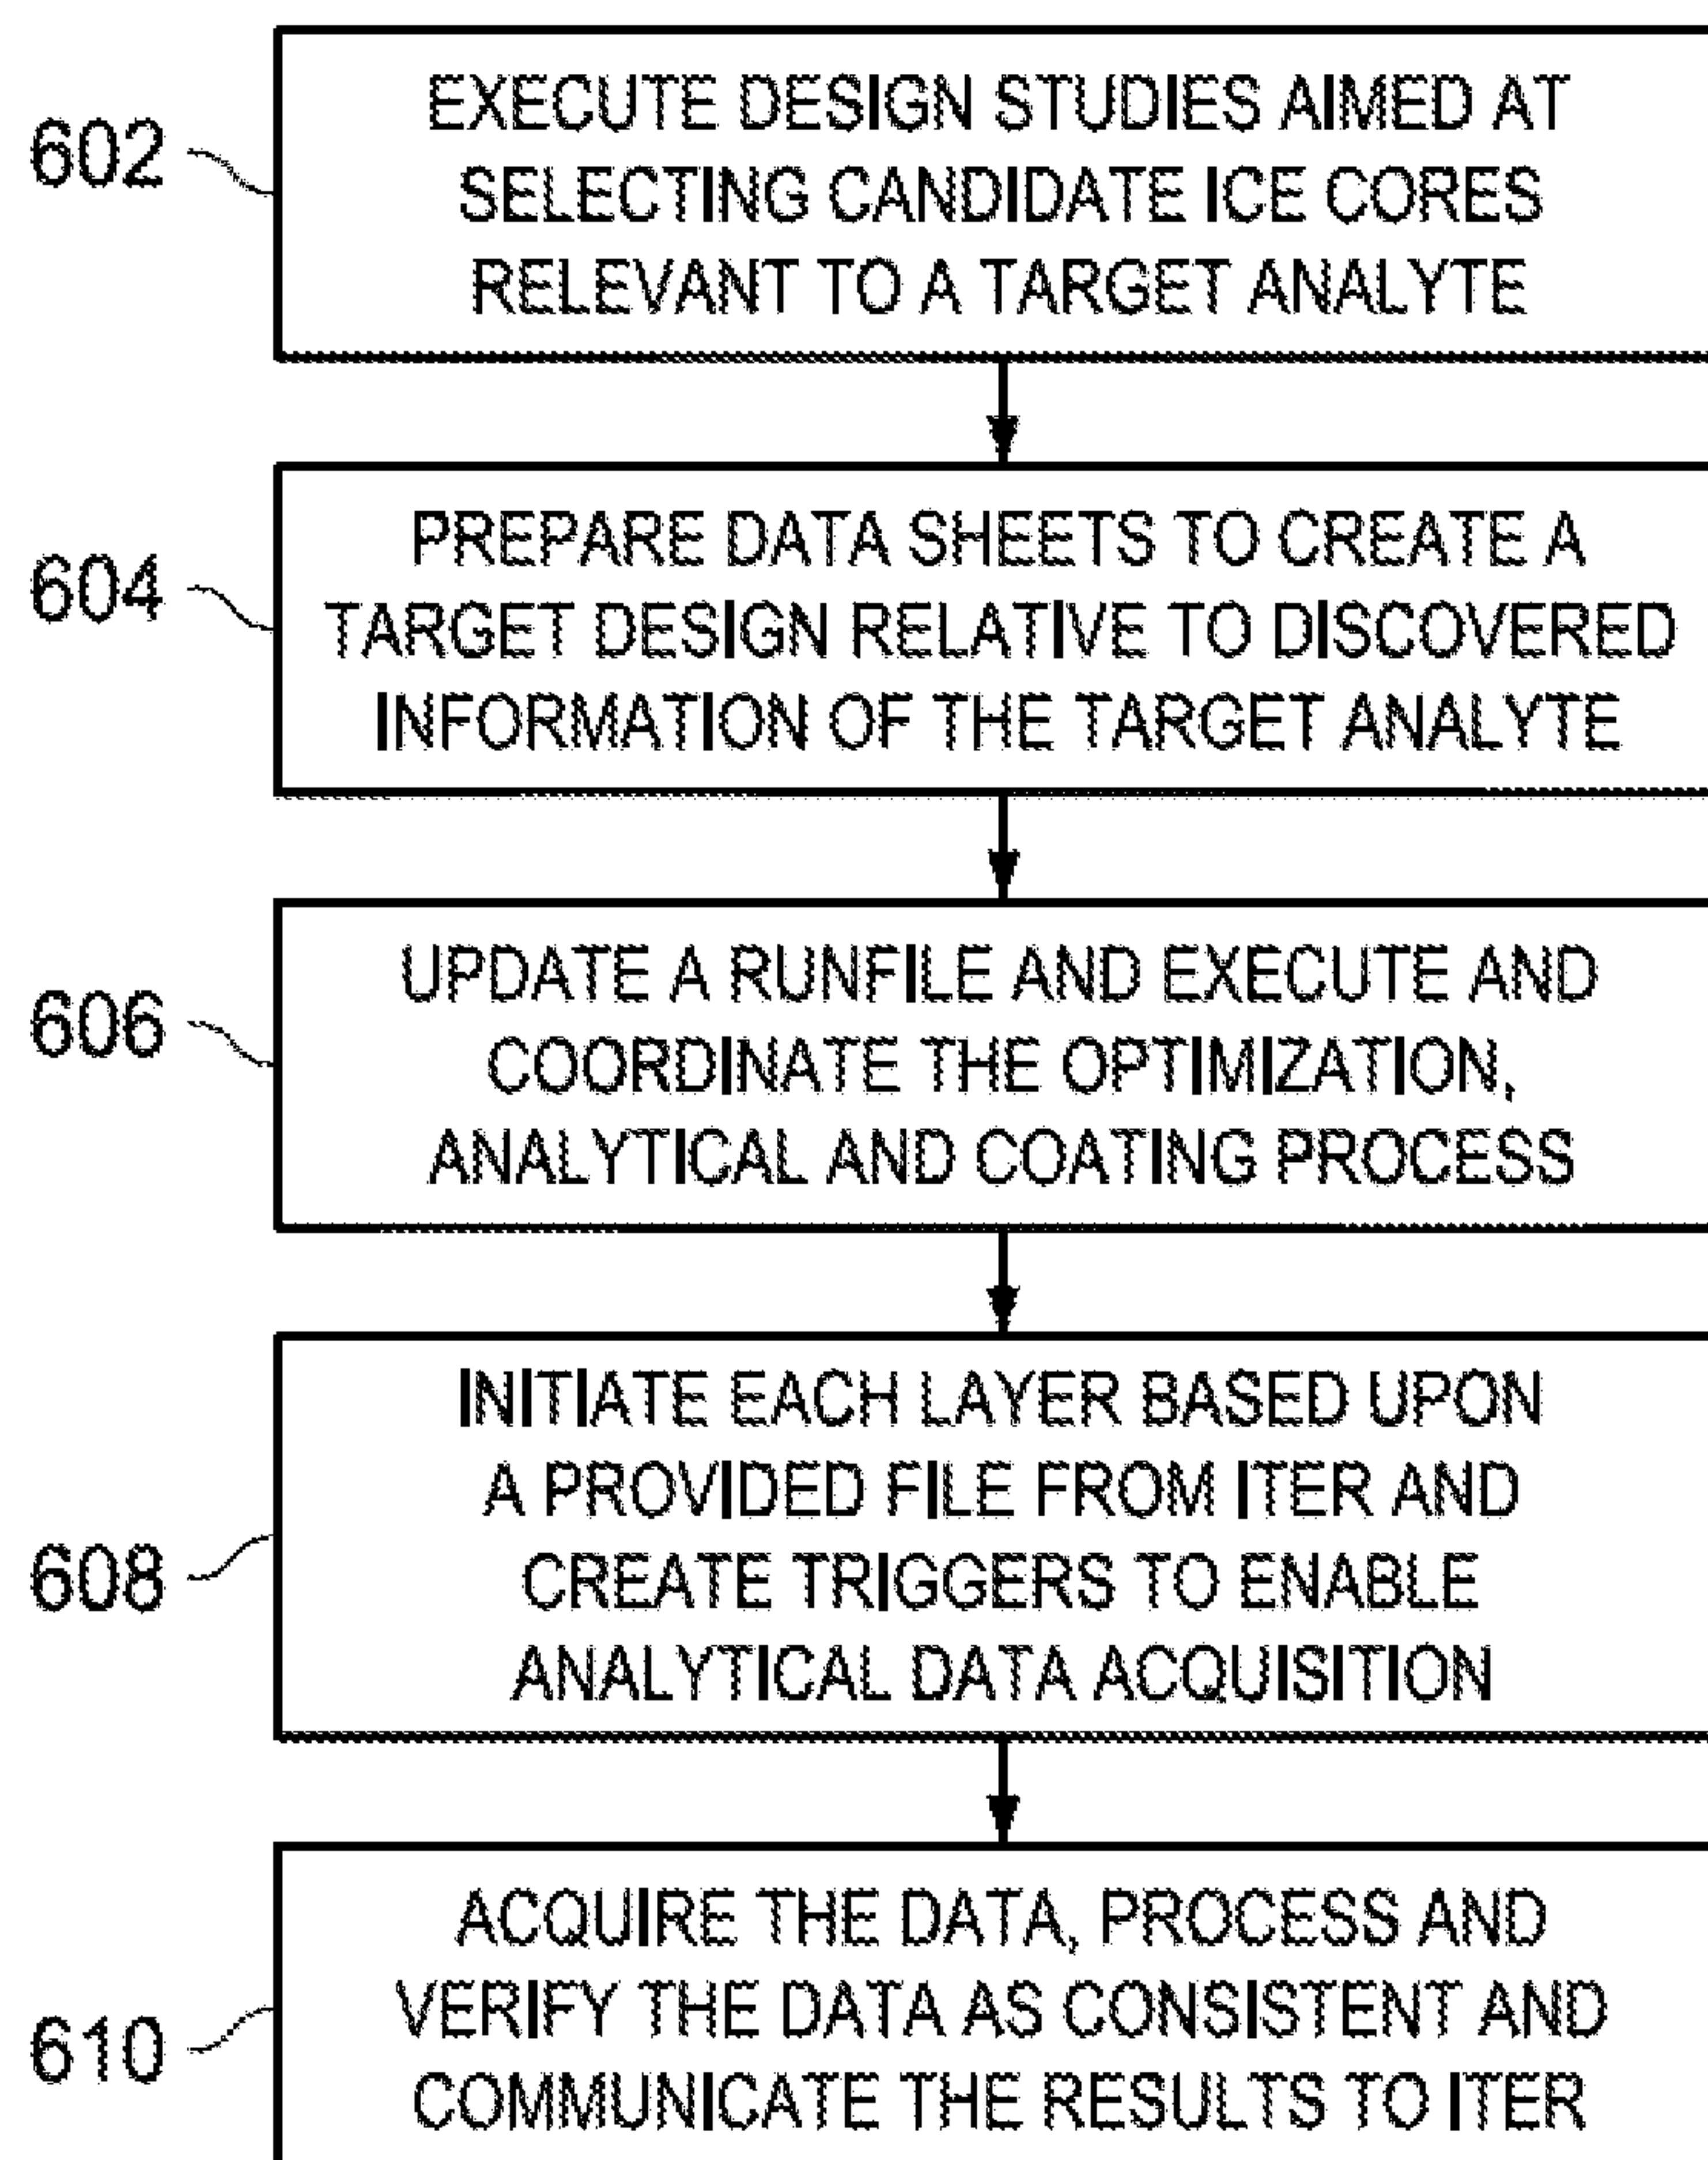 602
EXECUTE DESIGN STUDIES AIMED AT
SELECTING CANDIDATE ICE CORES
RELEVANT TO A TARGET ANALYTE
604
PREPARE DATA SHEETS TO CREATE A
TARGET DESIGN RELATIVE TO DISCOVERED
INFORMATION OF THE TARGET ANALYTE
606
UPDATE A RUNFILE AND EXECUTE AND
COORDINATE THE OPTIMIZATION,
ANALYTICAL AND COATING PROCESS
608
INITIATE EACH LAYER BASED UPON
A PROVIDED FILE FROM ITER AND
CREATE TRIGGERS TO ENABLE
ANALYTICAL DATA ACQUISITION
610
ACQUIRE THE DATA, PROCESS AND
VERIFY THE DATA AS CONSISTENT AND
COMMUNICATE THE RESULTS TO ITER